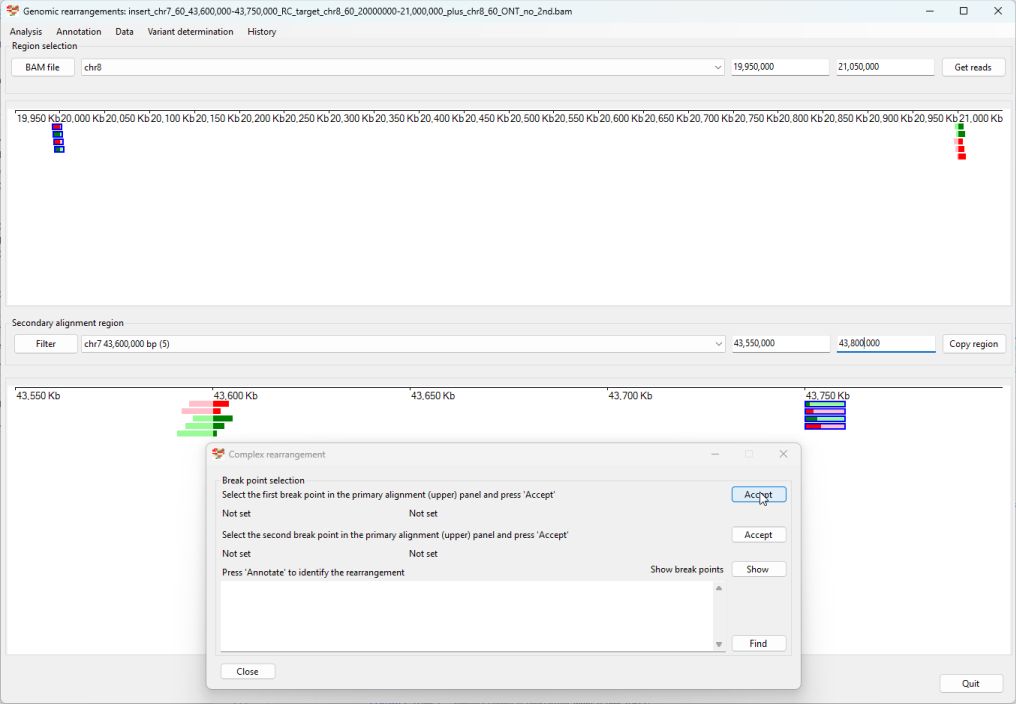 Genomic rearrangements: insert_chr7_60_43,600,000-43,750,000_RC_target_chr8_60_20000000-21,000,000_plus_chr8_60_ONT_no_2nd.bam
Analysis Annotation Data Variant determination History
Region selection
BAM file chr8 19,950,000 21,050,000 Get reads
19,950 Kb 20,000 Kb 20,050 Kb 20,100 Kb 20,150 Kb 20,200 Kb 20,250 Kb 20,300 Kb 20,350 Kb 20,400 Kb 20,450 Kb 20,500 Kb 20,550 Kb 20,600 Kb 20,650 Kb 20,700 Kb 20,750 Kb 20,800 Kb 20,850 Kb 20,900 Kb 20,950 Kb 21,000 Kb
Secondary alignment region
Filter chr7 43,600,000 bp (5) 43,550,000 43,800,000 Copy region
43,550 Kb 43,600 Kb 43,650 Kb 43,700 Kb 43,750 Kb
Complex rearrangement
Break point selection
Select the first break point in the primary alignment (upper) panel and press 'Accept' Accept
Not set Not set
Select the second break point in the primary alignment (upper) panel and press 'Accept' Accept
Not set Not set
Press 'Annotate' to identify the rearrangement Show break points Show
Find
Close
Quit